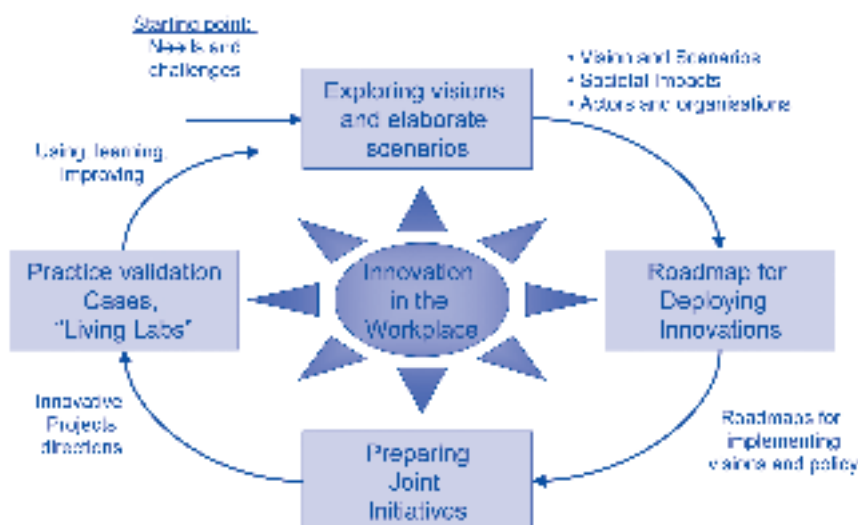 Starting point:
Needs and
challenges
Exploring visions
and elaborate
scenarios
• Vision and Scenarios
• Societal Impacts
• Actors and organisations
Using, learning,
improving
Practice validation
Cases,
"Living Labs"
Innovation
in the
Workplace
Roadmap for
Deploying
Innovations
Innovative
Projects
directions
Preparing
Joint
Initiatives
Roadmaps for
implementing
visions and policy